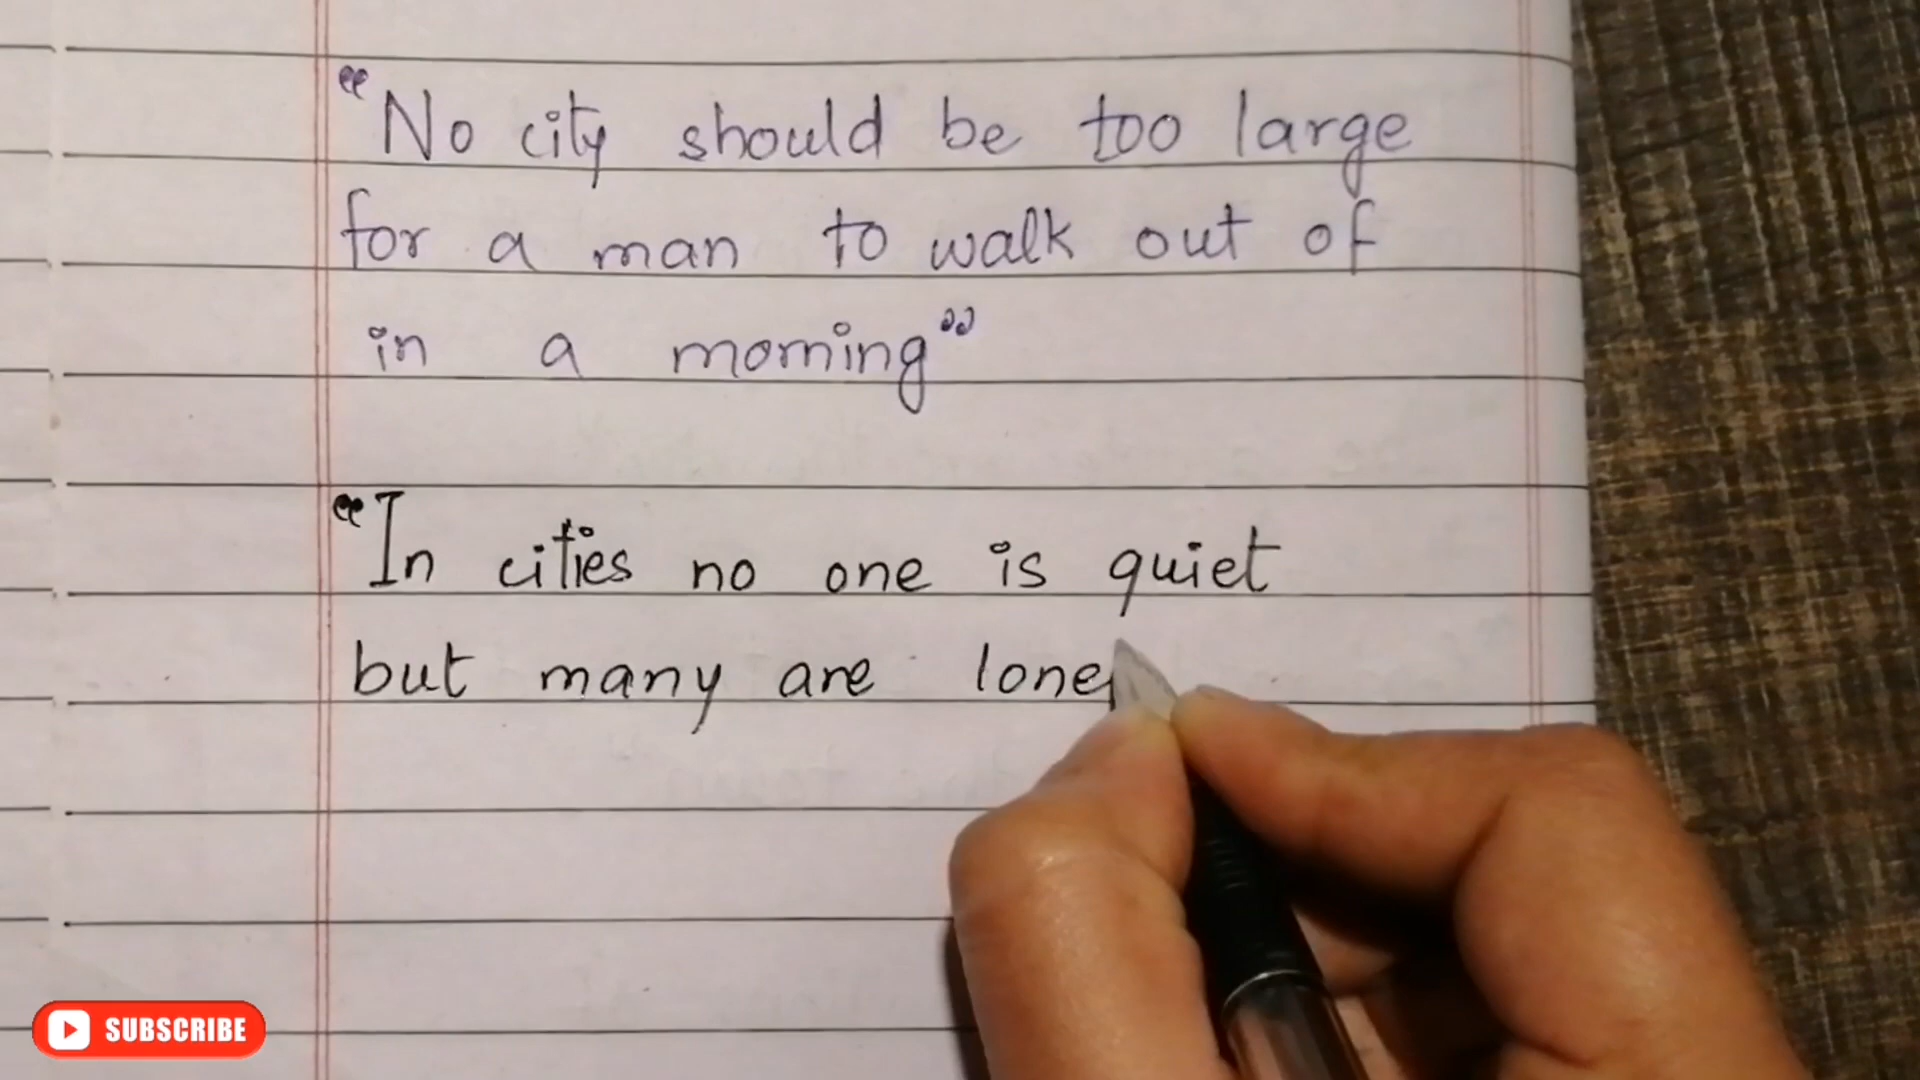 "No city should be too large
for a man to walk out of
in a morning"
"In cities no one is quiet
but many are lone
SUBSCRIBE